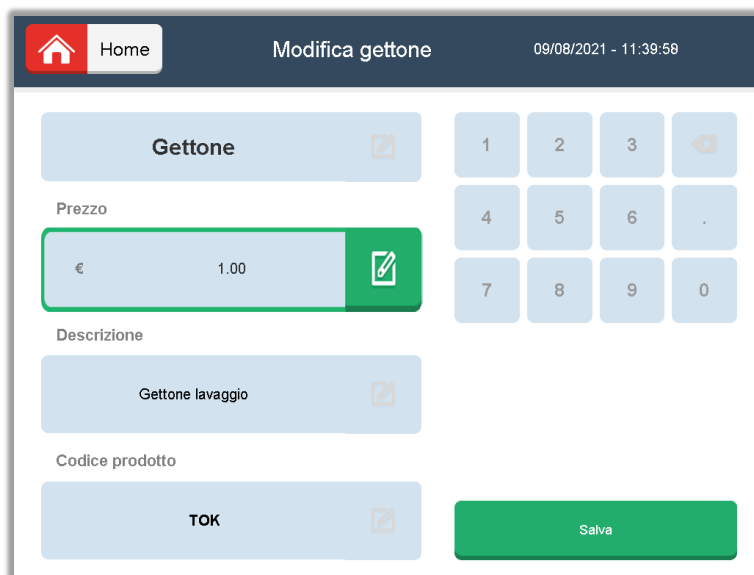 Home
Modifica gettone
09/08/2021 - 11:39:58
Gettone
Prezzo
€ 1.00
Descrizione
Gettone lavaggio
Codice prodotto
TOK
1 2 3
4 5 6 .
7 8 9 0
Salva